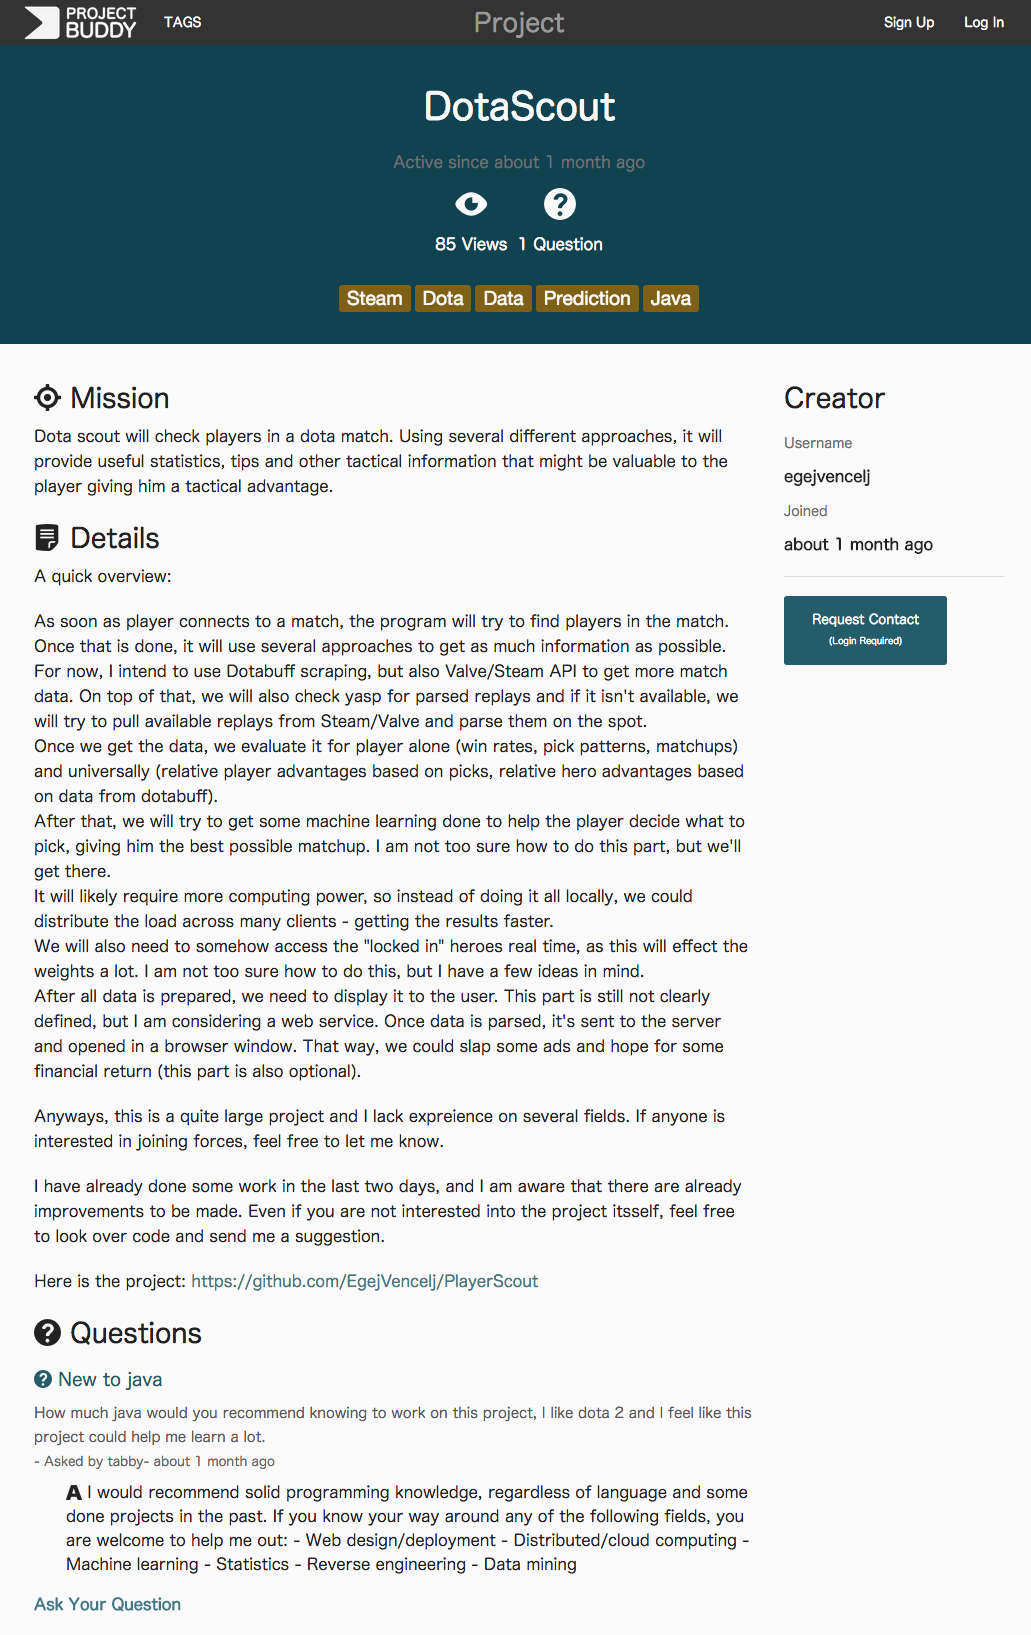 PROJECT
BUDDY
TAGS
Project
Sign Up
Log In
DotaScout
Active since about 1 month ago
85 Views
1 Question
Steam
Dota
Data
Prediction
Java
Mission
Dota scout will check players in a dota match. Using several different approaches, it will
provide useful statistics, tips and other tactical information that might be valuable to the
player giving him a tactical advantage.
Details
A quick overview:
As soon as player connects to a match, the program will try to find players in the match.
Once that is done, it will use several approaches to get as much information as possible.
For now, I intend to use Dotabuff scraping, but also Valve/Steam API to get more match
data. On top of that, we will also check yasp for parsed replays and if it isn't available, we
will try to pull available replays from Steam/Valve and parse them on the spot.
Once we get the data, we evaluate it for player alone (win rates, pick patterns, matchups)
and universally (relative player advantages based on picks, relative hero advantages based
on data from dotabuff).
After that, we will try to get some machine learning done to help the player decide what to
pick, giving him the best possible matchup. I am not too sure how to do this part, but we'll
get there.
It will likely require more computing power, so instead of doing it all locally, we could
distribute the load across many clients - getting the results faster.
We will also need to somehow access the "locked in" heroes real time, as this will effect the
weights a lot. I am not too sure how to do this, but I have a few ideas in mind.
After all data is prepared, we need to display it to the user. This part is still not clearly
defined, but I am considering a web service. Once data is parsed, it's sent to the server
and opened in a browser window. That way, we could slap some ads and hope for some
financial return (this part is also optional).
Anyways, this is a quite large project and I lack expreience on several fields. If anyone is
interested in joining forces, feel free to let me know.
I have already done some work in the last two days, and I am aware that there are already
improvements to be made. Even if you are not interested into the project itsself, feel free
to look over code and send me a suggestion.
Here is the project: https://github.com/EgejVencelj/PlayerScout
Questions
New to java
How much java would you recommend knowing to work on this project, I like dota 2 and I feel like this
project could help me learn a lot.
- Asked by tabby- about 1 month ago
A I would recommend solid programming knowledge, regardless of language and some
done projects in the past. If you know your way around any of the following fields, you
are welcome to help me out: - Web design/deployment - Distributed/cloud computing -
Machine learning - Statistics - Reverse engineering - Data mining
Ask Your Question
Creator
Username
egejvencelj
Joined
about 1 month ago
Request Contact
(Login Required)